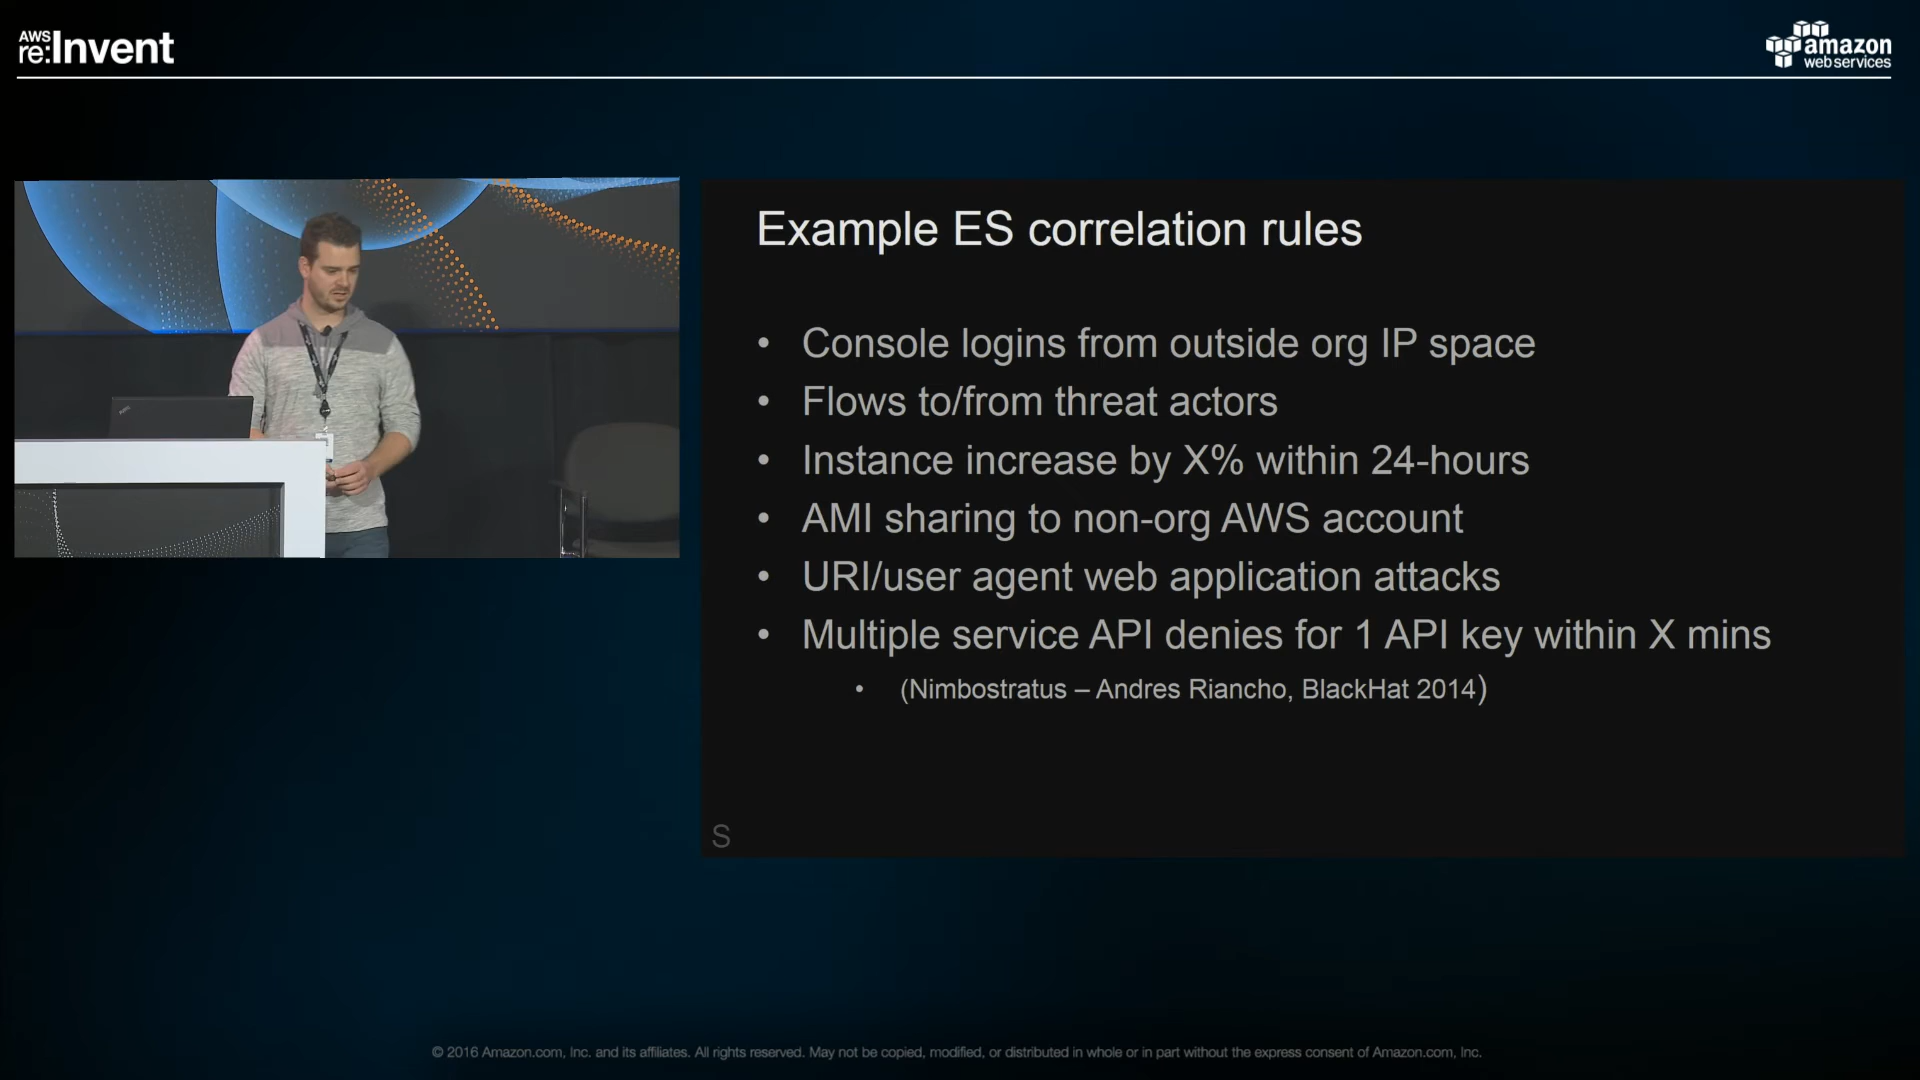 AWS
re:Invent
amazon
web services
Example ES correlation rules
• Console logins from outside org IP space
• Flows to/from threat actors
• Instance increase by X% within 24-hours
• AMI sharing to non-org AWS account
• URI/user agent web application attacks
• Multiple service API denies for 1 API key within X mins
• (Nimbostratus – Andres Riancho, BlackHat 2014)
S
© 2016 Amazon.com, Inc. and its affiliates. All rights reserved. May not be copied, modified, or distributed in whole or in part without the express consent of Amazon.com, Inc.